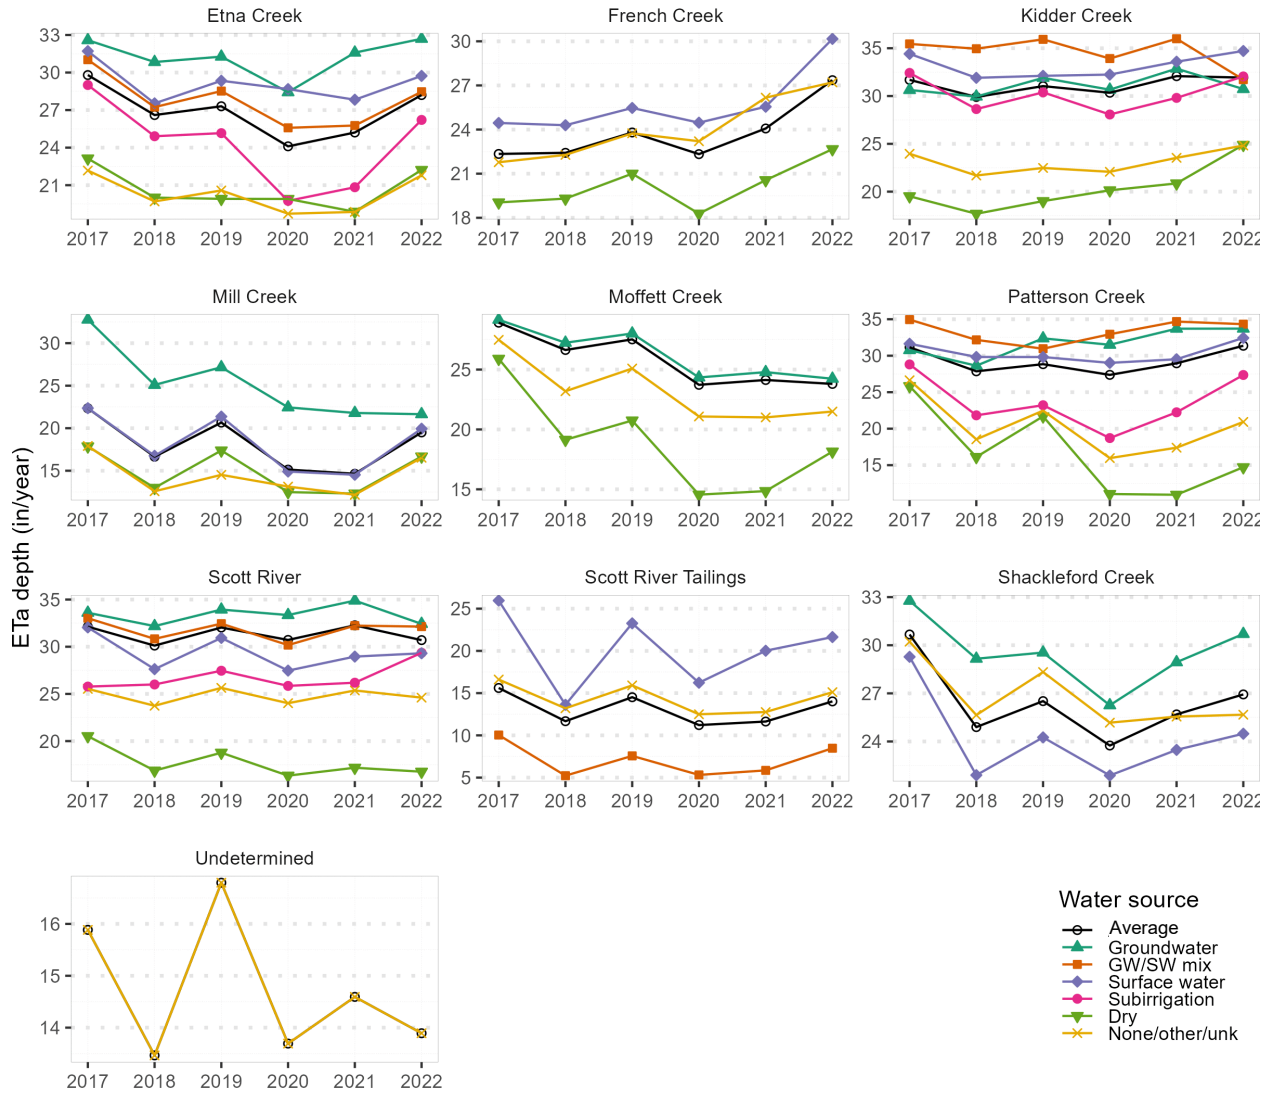 Etna Creek
French Creek
Kidder Creek
33
30
27
24
21
30
27
24
21
18
35
30
25
20
2017 2018 2019 2020 2021 2022
2017 2018 2019 2020 2021 2022
2017 2018 2019 2020 2021 2022
Mill Creek
Moffett Creek
Patterson Creek
30
25
20
15
25
20
15
35
30
25
20
15
2017 2018 2019 2020 2021 2022
2017 2018 2019 2020 2021 2022
2017 2018 2019 2020 2021 2022
ETa depth (in/year)
Scott River
Scott River Tailings
Shackleford Creek
35
30
25
20
25
20
15
10
5
33
30
27
24
2017 2018 2019 2020 2021 2022
2017 2018 2019 2020 2021 2022
2017 2018 2019 2020 2021 2022
Undetermined
16
15
14
2017 2018 2019 2020 2021 2022
Water source
Average
Groundwater
GW/SW mix
Surface water
Subirrigation
Dry
None/other/unk